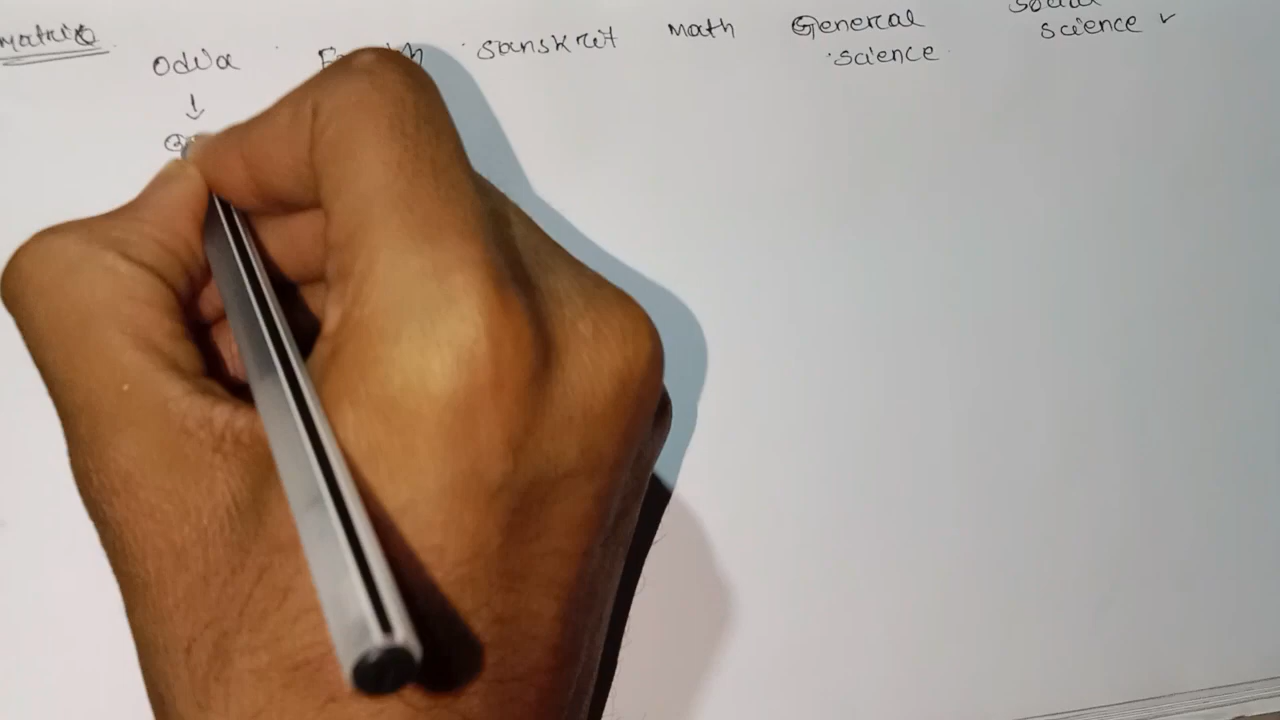 matric
Odia Sanskrit Math General Social
science science ✓
↓